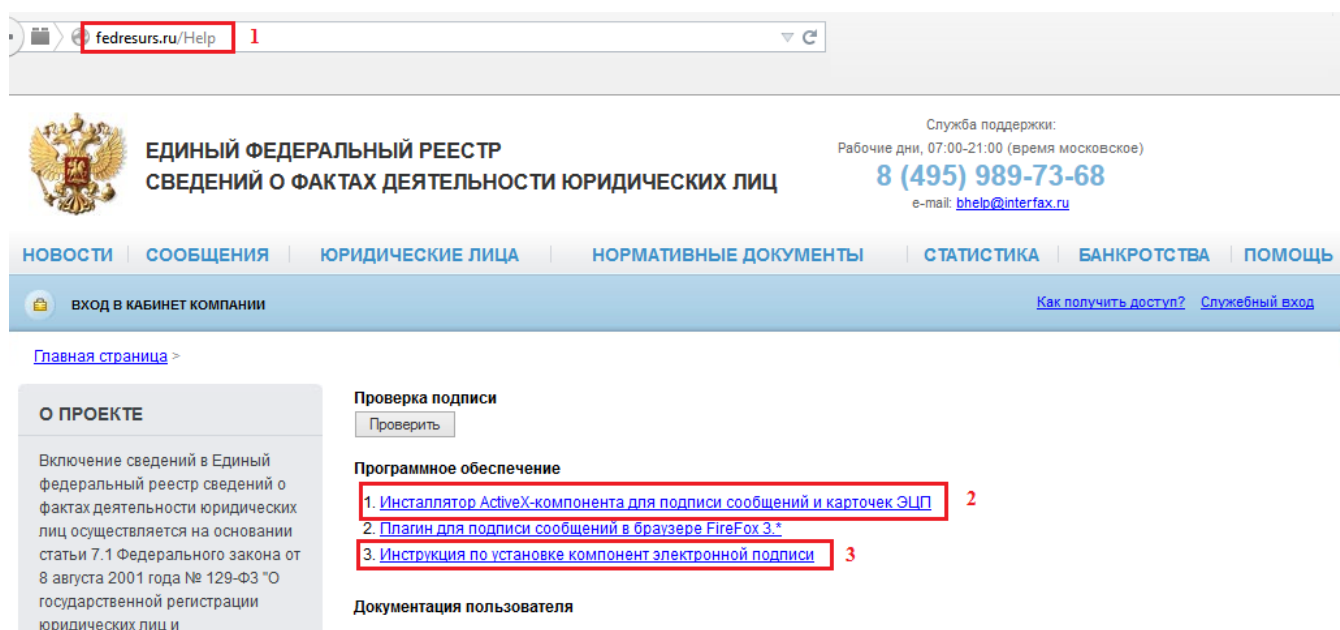 fedresurs.ru/Help 1
ЕДИНЫЙ ФЕДЕРАЛЬНЫЙ РЕЕСТР
СВЕДЕНИЙ О ФАКТАХ ДЕЯТЕЛЬНОСТИ ЮРИДИЧЕСКИХ ЛИЦ
Служба поддержки:
Рабочие дни, 07:00-21:00 (время московское)
8 (495) 989-73-68
e-mail: bhelp@interfax.ru
НОВОСТИ СООБЩЕНИЯ ЮРИДИЧЕСКИЕ ЛИЦА НОРМАТИВНЫЕ ДОКУМЕНТЫ СТАТИСТИКА БАНКРОТСТВА ПОМОЩЬ
ВХОД В КАБИНЕТ КОМПАНИИ Как получить доступ? Служебный вход
Главная страница >
О ПРОЕКТЕ
Включение сведений в Единый
федеральный реестр сведений о
фактах деятельности юридических
лиц осуществляется на основании
статьи 7.1 Федерального закона от
8 августа 2001 года № 129-ФЗ "О
государственной регистрации
юридических лиц и
Проверка подписи
Проверить
Программное обеспечение
1. Инсталлятор ActiveX-компонента для подписи сообщений и карточек ЭЦП 2
2. Плагин для подписи сообщений в браузере FireFox 3.*
3. Инструкция по установке компонент электронной подписи 3
Документация пользователя